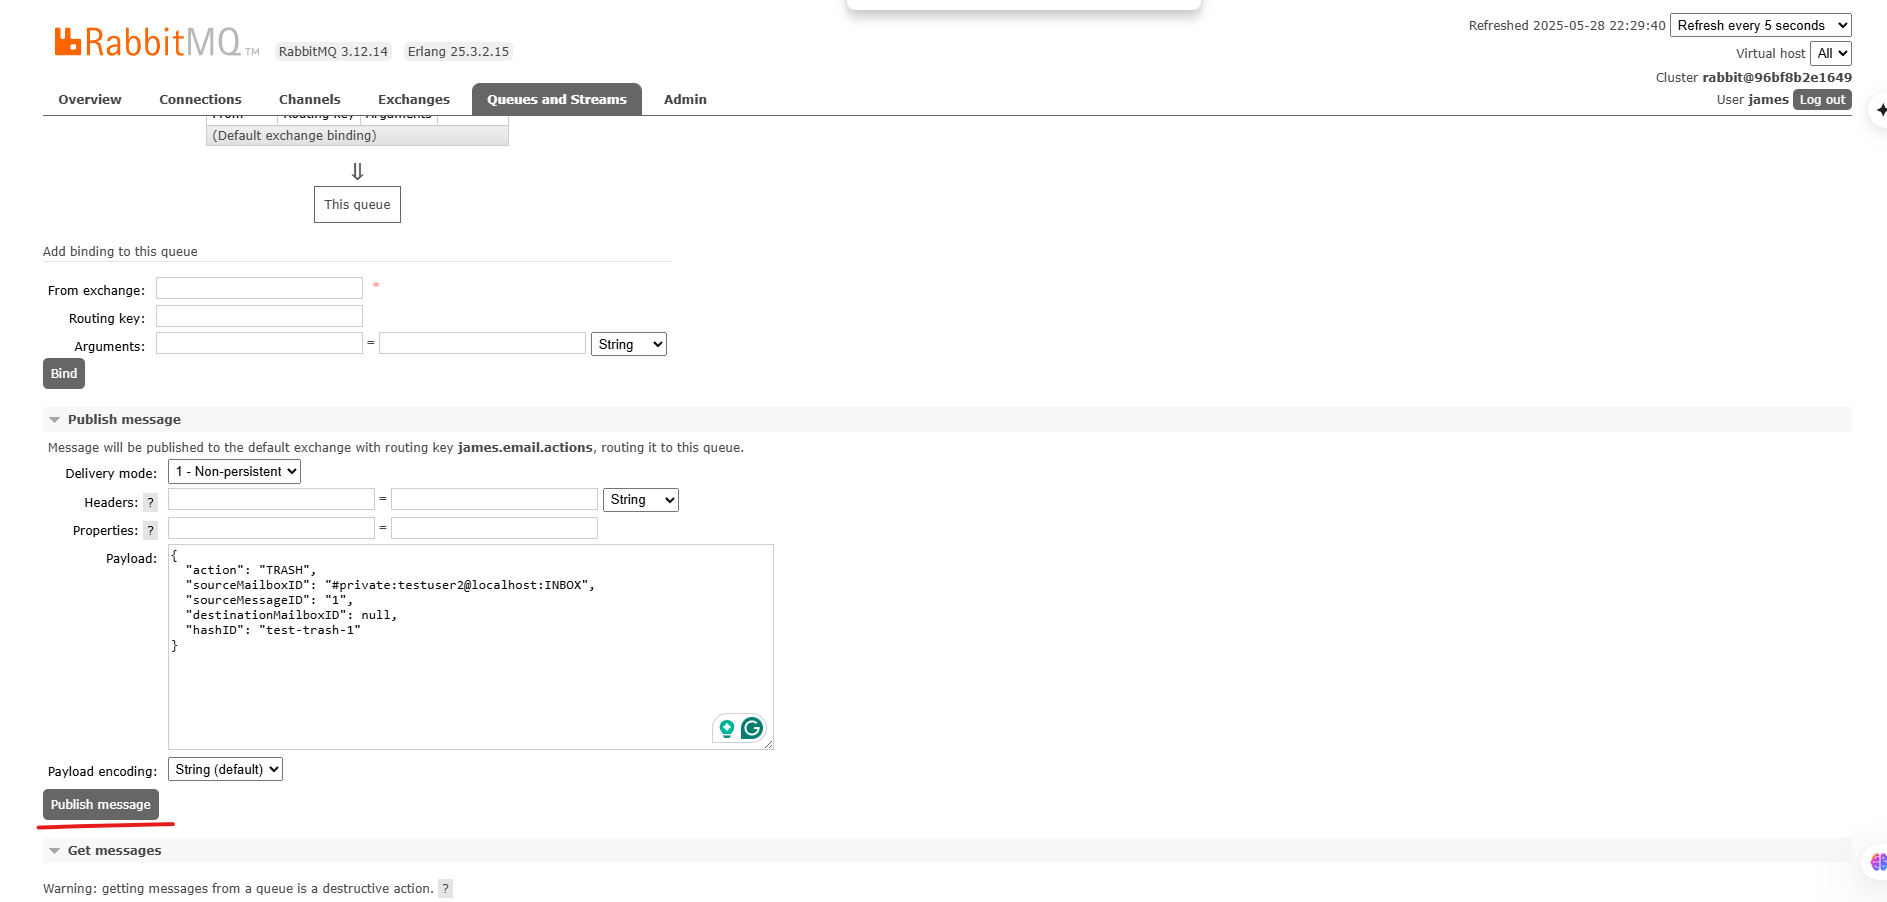 Refreshed 2025-05-28 22:29:40 Refresh every 5 seconds
RabbitMQ TM RabbitMQ 3.12.14 Erlang 25.3.2.15
Virtual host All
Cluster rabbit@96bf8b2e1649
User james Log out
Overview Connections Channels Exchanges Queues and Streams Admin
From Routing key Arguments
(Default exchange binding)
⇓
This queue
Add binding to this queue
From exchange: *
Routing key:
Arguments: = String
Bind
Publish message
Message will be published to the default exchange with routing key james.email.actions, routing it to this queue.
Delivery mode: 1 - Non-persistent
Headers: ? = String
Properties: ? =
Payload:
{
"action": "TRASH",
"sourceMailboxID": "#private:testuser2@localhost:INBOX",
"sourceMessageID": "1",
"destinationMailboxID": null,
"hashID": "test-trash-1"
}
Payload encoding: String (default)
Publish message
Get messages
Warning: getting messages from a queue is a destructive action. ?